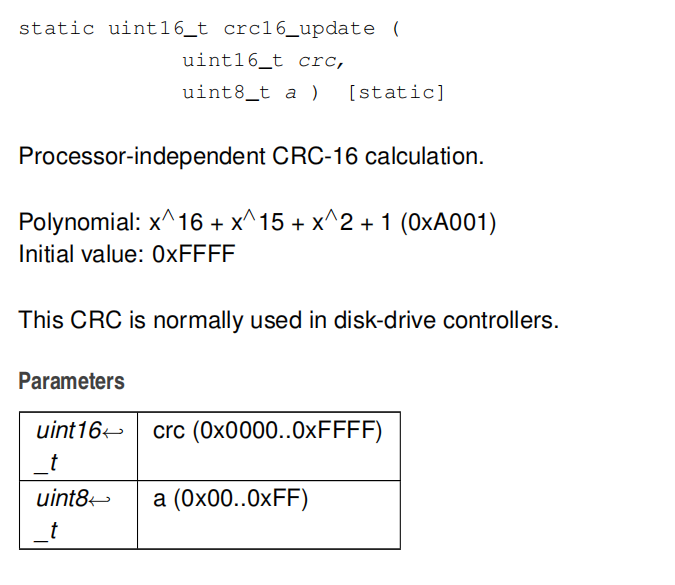 static uint16_t crc16_update (
uint16_t crc,
uint8_t a ) [static]
Processor-independent CRC-16 calculation.
Polynomial: x^16 + x^15 + x^2 + 1 (0xA001)
Initial value: 0xFFFF
This CRC is normally used in disk-drive controllers.
Parameters
uint16↩ crc (0x0000..0xFFFF)
_t
uint8↩ a (0x00..0xFF)
_t